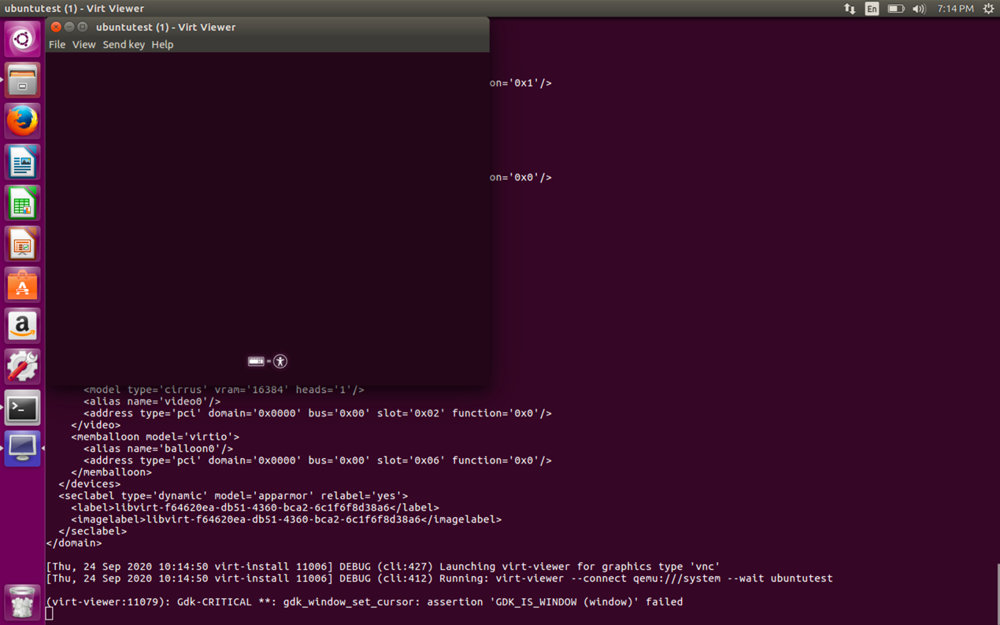 ubuntutest (1) - Virt Viewer
En
7:14 PM
ubuntutest (1) - Virt Viewer
File View Send key Help
on='0x1'/>
on='0x0'/>
=
<model type='cirrus' vram='16384' heads='1'/>
<alias name='video0'/>
<address type='pci' domain='0x0000' bus='0x00' slot='0x02' function='0x0'/>
</video>
<memballoon model='virtio'>
<alias name='balloon0'/>
<address type='pci' domain='0x0000' bus='0x00' slot='0x06' function='0x0'/>
</memballoon>
</devices>
<seclabel type='dynamic' model='apparmor' relabel='yes'>
<label>libvirt-f64620ea-db51-4360-bca2-6c1f6f8d38a6</label>
<imagelabel>libvirt-f64620ea-db51-4360-bca2-6c1f6f8d38a6</imagelabel>
</seclabel>
</domain>
[Thu, 24 Sep 2020 10:14:50 virt-install 11006] DEBUG (cli:427) Launching virt-viewer for graphics type 'vnc'
[Thu, 24 Sep 2020 10:14:50 virt-install 11006] DEBUG (cli:412) Running: virt-viewer --connect qemu:///system --wait ubuntutest
(virt-viewer:11079): Gdk-CRITICAL **: gdk_window_set_cursor: assertion 'GDK_IS_WINDOW (window)' failed